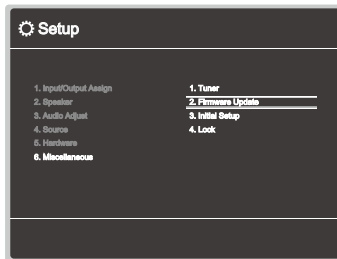 Setup
1. Input/Output Assign
2. Speaker
3. Audio Adjust
4. Source
5. Hardware
6. Miscellaneous
1. Tuner
2. Firmware Update
3. Initial Setup
4. Lock